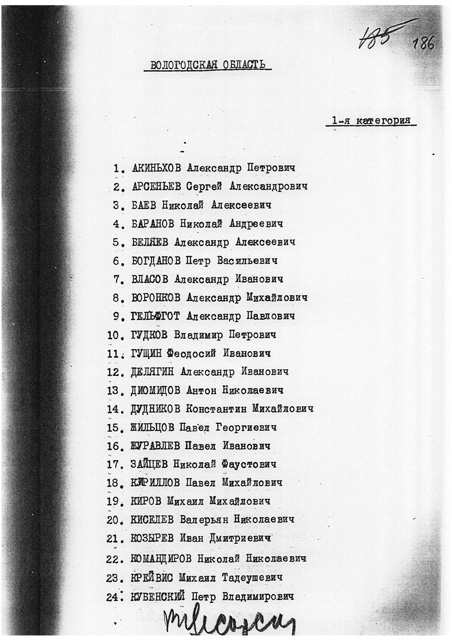 185 186
ВОЛОГОДСКАЯ ОБЛАСТЬ
1-я категория
1. АКИНЬХОВ Александр Петрович
2. АРСЕНЬЕВ Сергей Александрович
3. БАЕВ Николай Алексеевич
4. БАРАНОВ Николай Андреевич
5. БЕЛЯЕВ Александр Алексеевич
6. БОГДАНОВ Петр Васильевич
7. ВЛАСОВ Александр Иванович
8. ВОРОНКОВ Александр Михайлович
9. ГЕЛЬФГОТ Александр Павлович
10. ГУДКОВ Владимир Петрович
11. ГУЩИН Феодосий Иванович
12. ДЕЛЯГИН Александр Иванович
13. ДИОМИДОВ Антон Николаевич
14. ДУДНИКОВ Константин Михайлович
15. ЖИЛЬЦОВ Павел Георгиевич
16. ЖУРАВЛЕВ Павел Иванович
17. ЗАЙЦЕВ Николай Фаустович
18. КИРИЛЛОВ Павел Михайлович
19. КИРОВ Михаил Михайлович
20. КИСЕЛЕВ Валерьян Николаевич
21. КОЗЫРЕВ Иван Дмитриевич
22. КОМАНДИРОВ Николай Николаевич
23. КРЕЙВИС Михаил Тадеушевич
24. КУБЕНСКИЙ Петр Владимирович